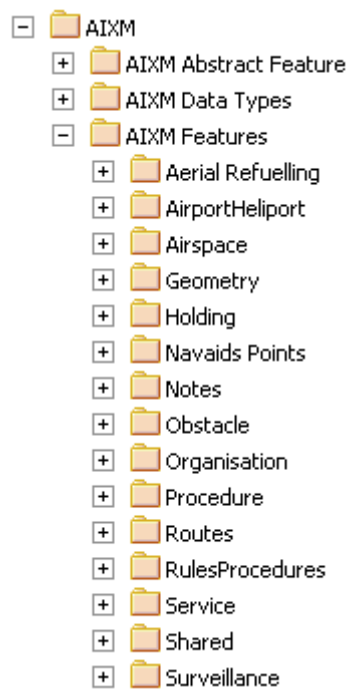 AIXM
AIXM Abstract Feature
AIXM Data Types
AIXM Features
Aerial Refuelling
AirportHeliport
Airspace
Geometry
Holding
Navaids Points
Notes
Obstacle
Organisation
Procedure
Routes
RulesProcedures
Service
Shared
Surveillance